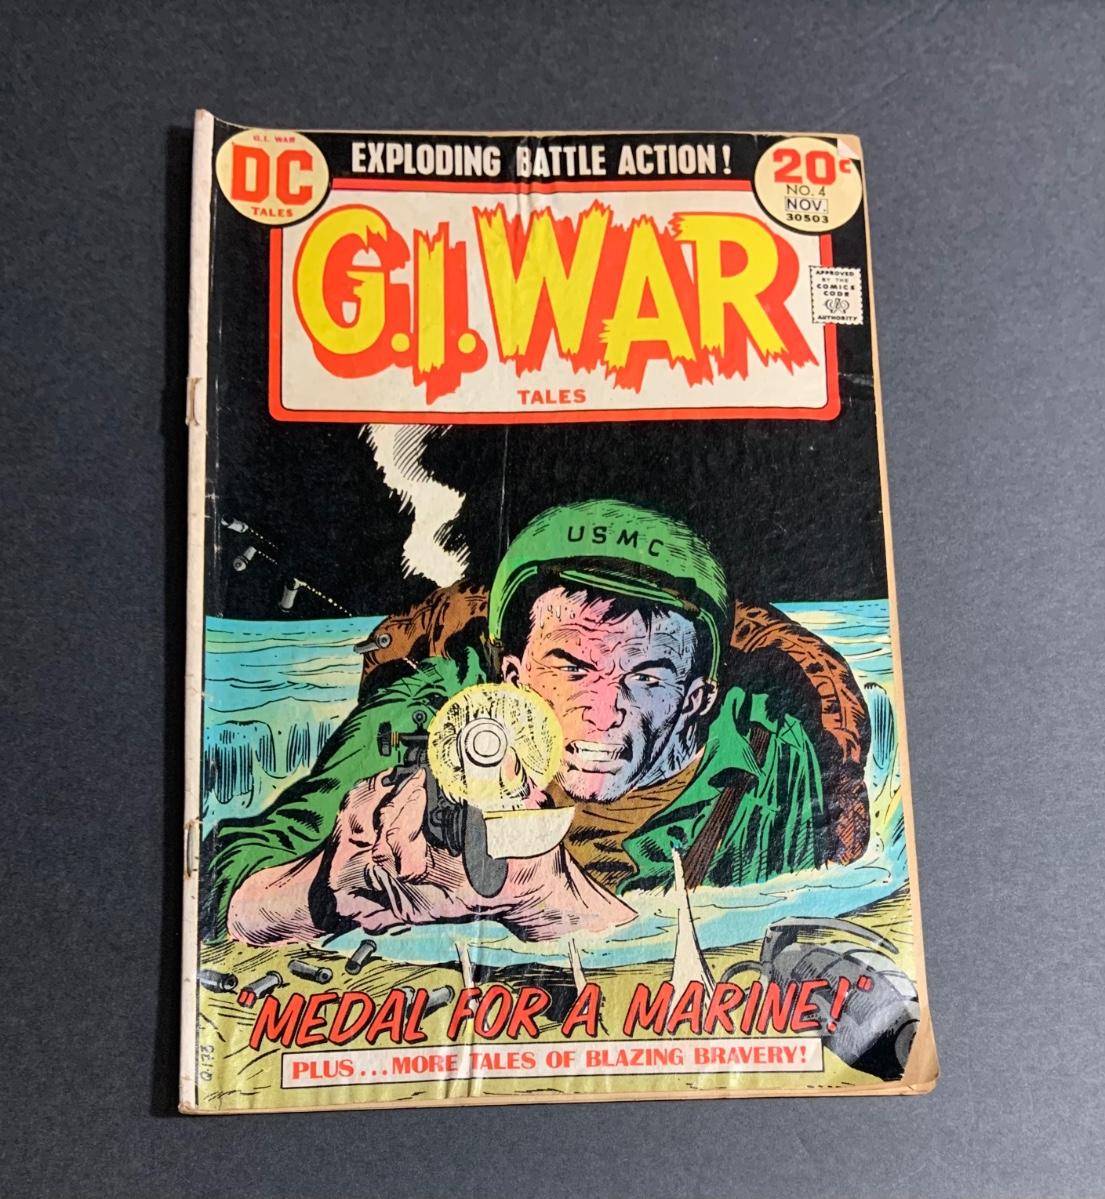 G.I. WAR
DC
TALES
EXPLODING BATTLE ACTION!
20¢
NO. 4
NOV.
30503
G.I. WAR
TALES
APPROVED
BY THE
COMICS
CODE
AUTHORITY
USMC
"MEDAL FOR A MARINE!"
PLUS...MORE TALES OF BLAZING BRAVERY!